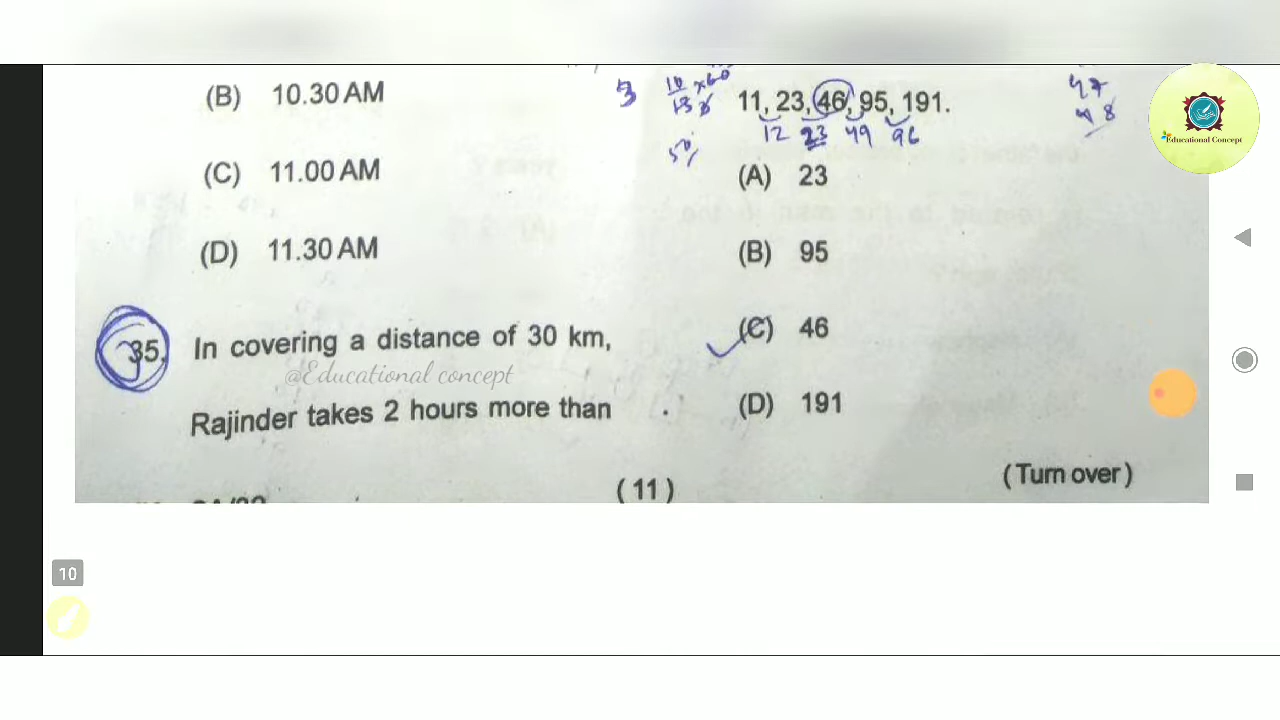 (B) 10.30 AM
(C) 11.00 AM
(D) 11.30 AM
35. In covering a distance of 30 km,
@Educational concept
Rajinder takes 2 hours more than
11, 23, 46, 95, 191.
12 23 49 96
(A) 23
(B) 95
(C) 46
(D) 191
(11)
(Turn over)
Educational Concept
10